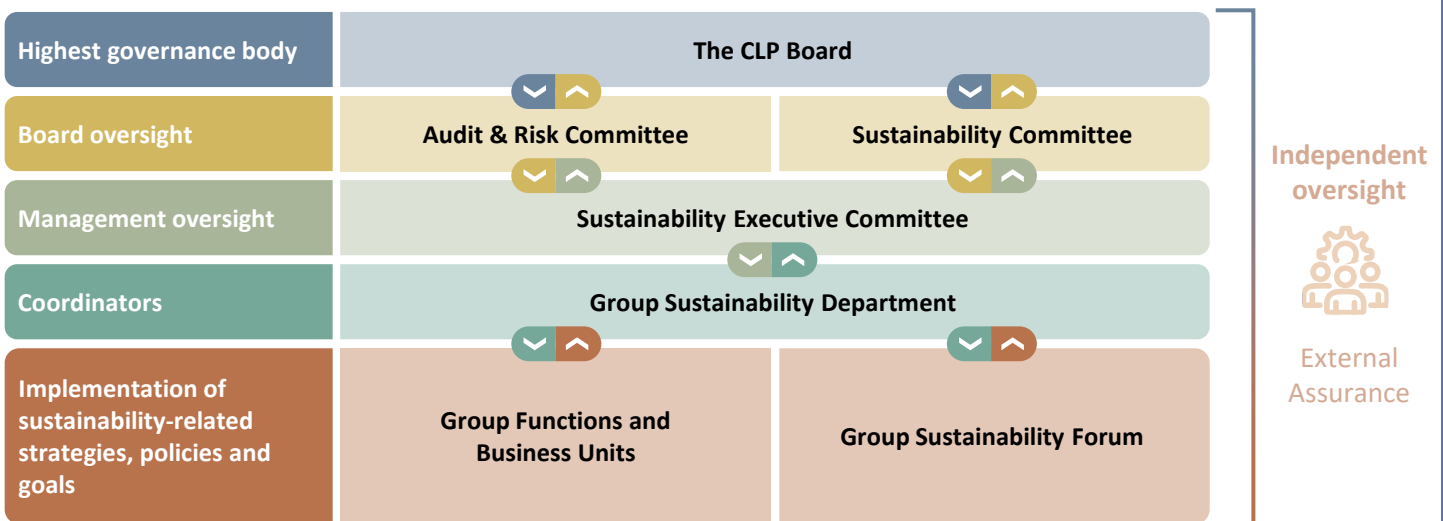 Highest governance body
The CLP Board
Board oversight
Audit & Risk Committee
Sustainability Committee
Management oversight
Sustainability Executive Committee
Coordinators
Group Sustainability Department
Implementation of
sustainability-related
strategies, policies and
goals
Group Functions and
Business Units
Group Sustainability Forum
Independent
oversight
External
Assurance